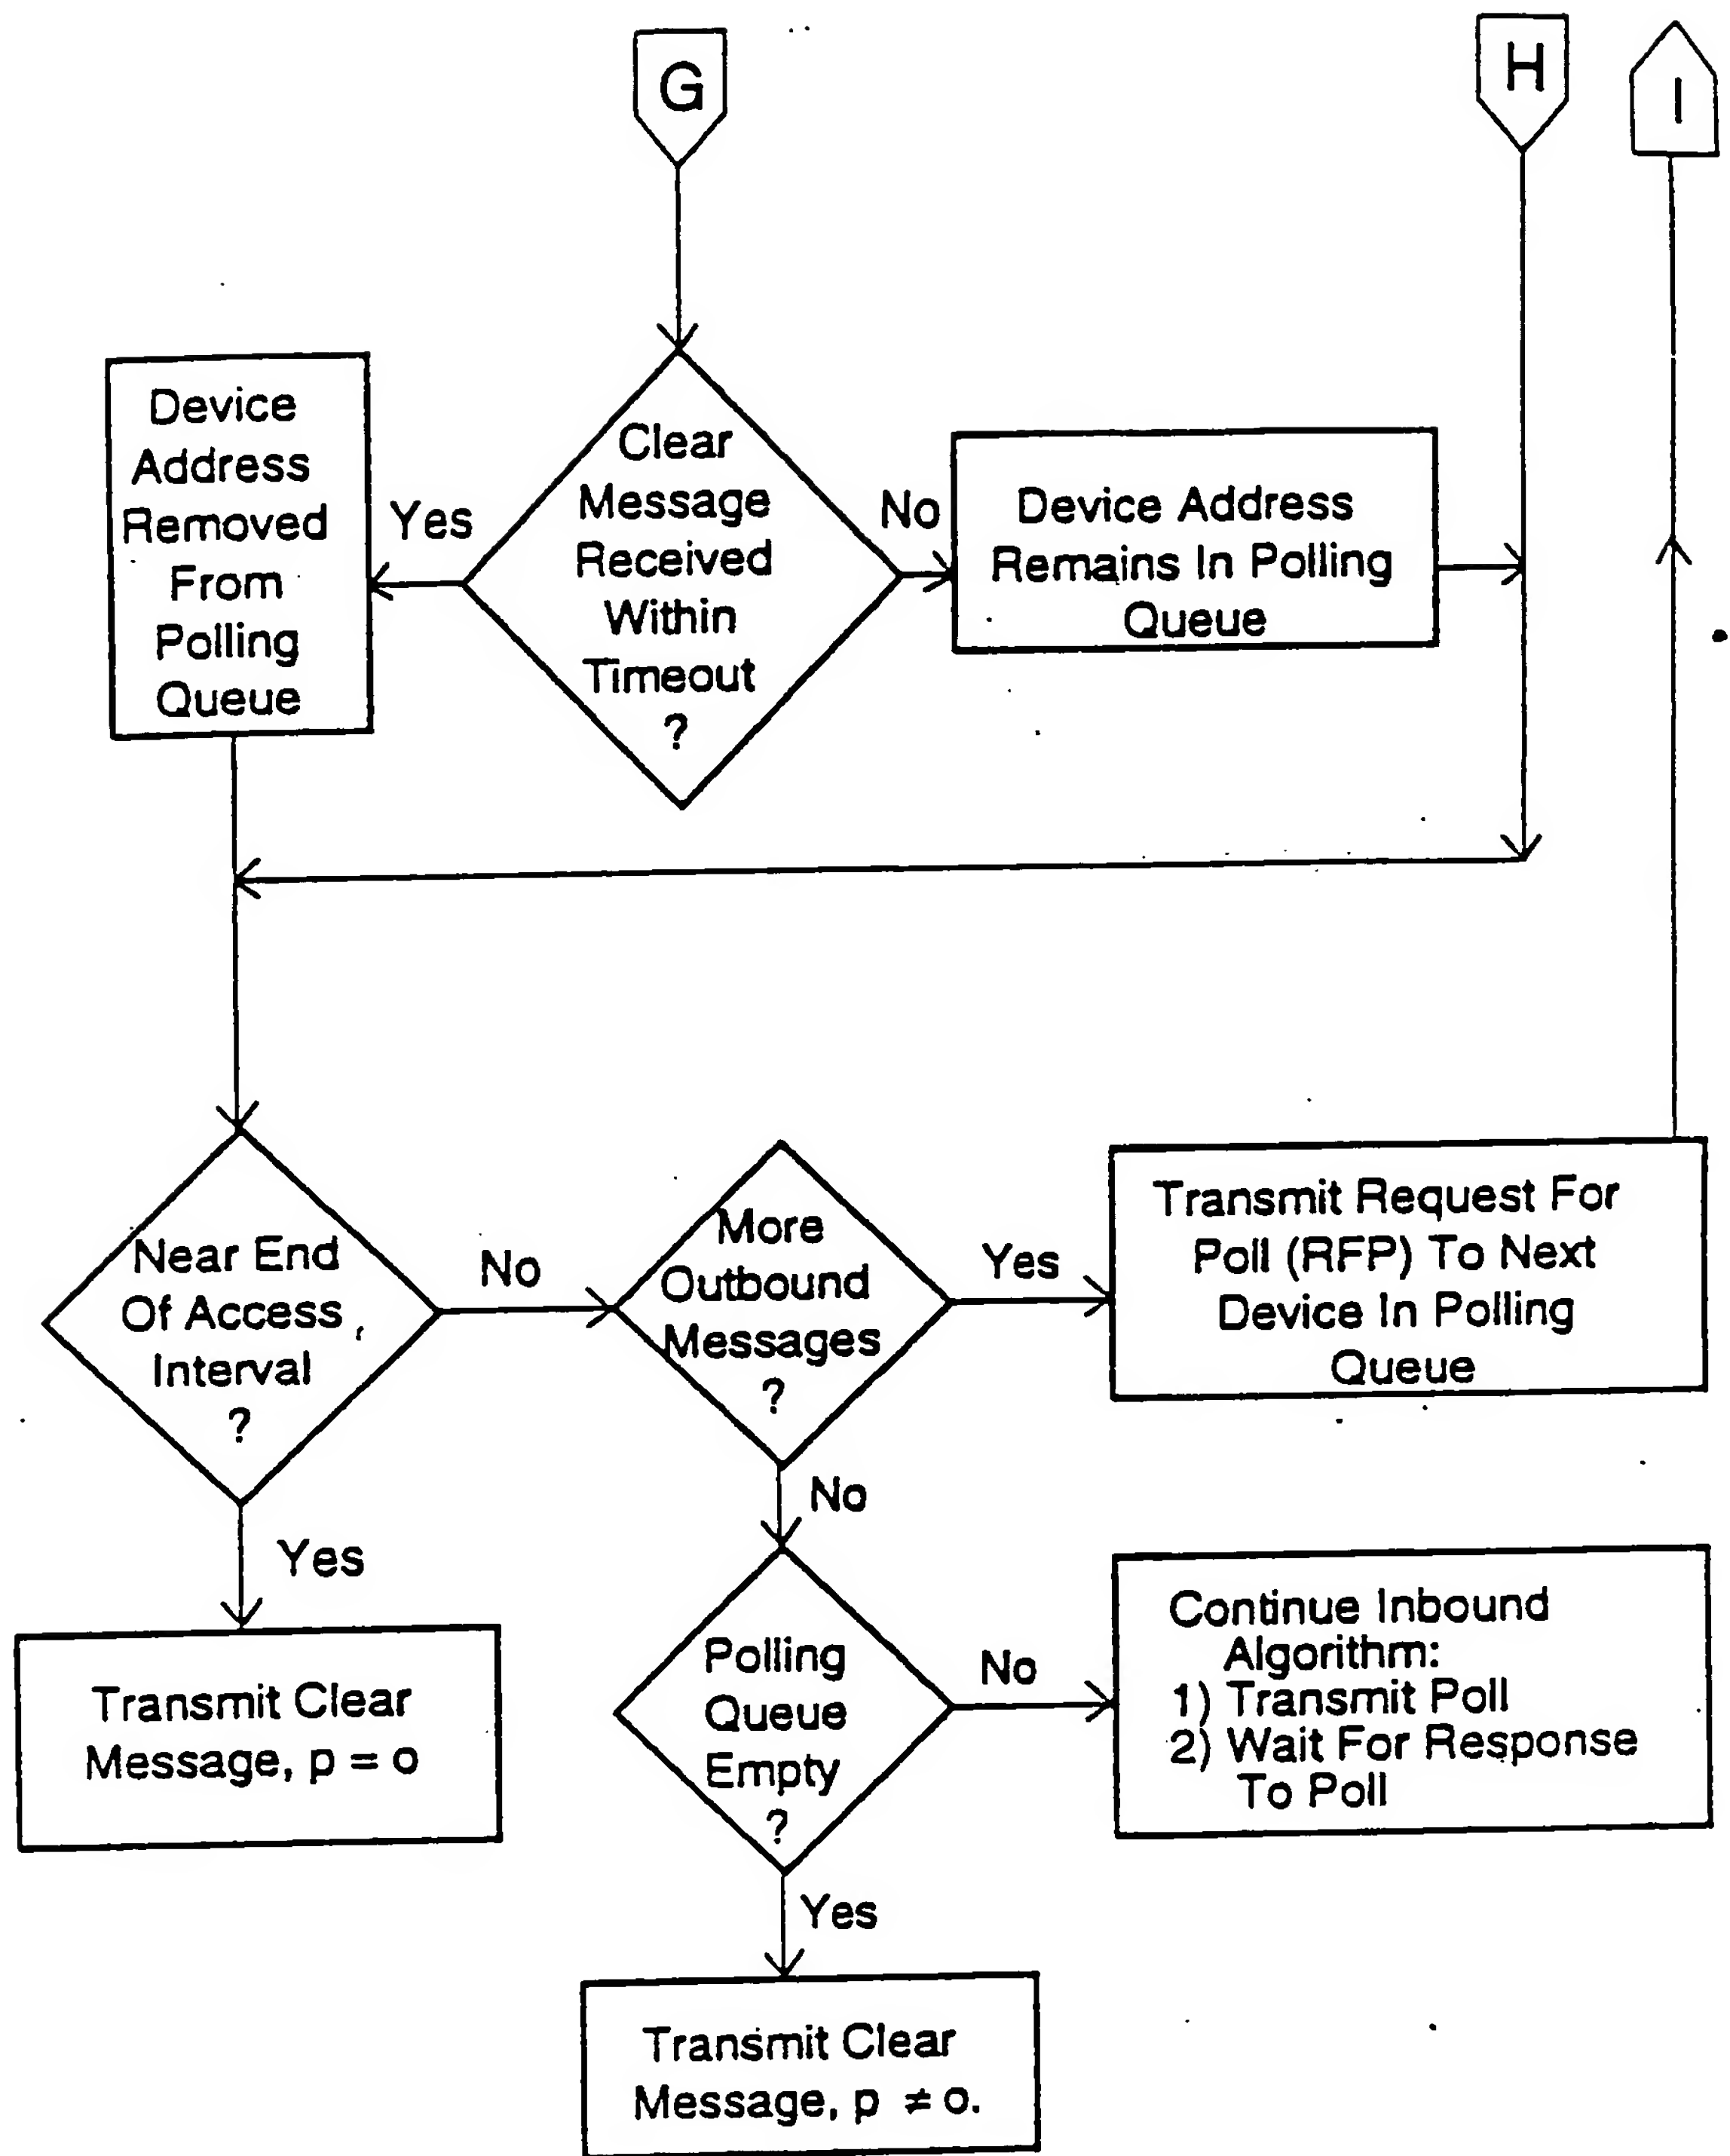 G
H
I
Device
Address
Removed
From
Polling
Queue
Yes
Clear
Message
Received
Within
Timeout
?
No
Device Address
Remains In Polling
Queue
Near End
Of Access
Interval
?
No
More
Outbound
Messages
?
Yes
Transmit Request For
Poll (RFP) To Next
Device In Polling
Queue
Yes
No
Transmit Clear
Message, p = o
Polling
Queue
Empty
?
No
Continue Inbound
Algorithm:
1) Transmit Poll
2) Wait For Response
To Poll
Yes
Transmit Clear
Message, p ≠ o.